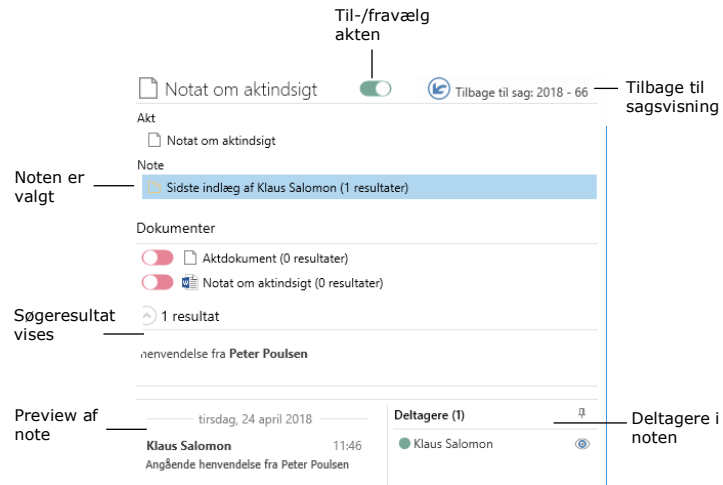 Til-/fravælg
akten
Notat om aktindsigt
Tilbage til sag: 2018 - 66
Tilbage til
sagsvisning
Akt
Notat om aktindsigt
Note
Noten er
valgt
Sidste indlæg af Klaus Salomon (1 resultater)
Dokumenter
Aktdokument (0 resultater)
Notat om aktindsigt (0 resultater)
Søgeresultat
vises
1 resultat
henvendelse fra Peter Poulsen
Preview af
note
tirsdag, 24 april 2018
Klaus Salomon 11:46
Angående henvendelse fra Peter Poulsen
Deltagere (1)
Klaus Salomon
Deltagere i
noten